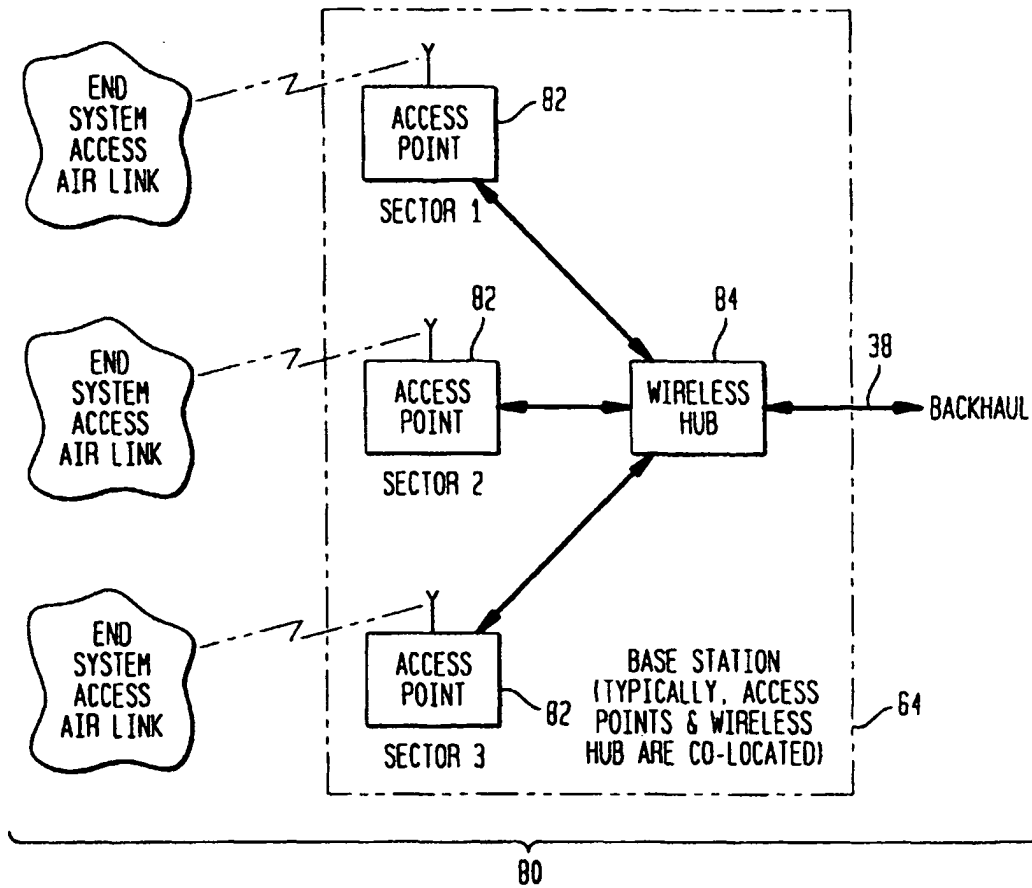 END
SYSTEM
ACCESS
AIR LINK
ACCESS
POINT
82
SECTOR 1
END
SYSTEM
ACCESS
AIR LINK
ACCESS
POINT
82
SECTOR 2
WIRELESS
HUB
84
38
BACKHAUL
END
SYSTEM
ACCESS
AIR LINK
ACCESS
POINT
82
SECTOR 3
BASE STATION
(TYPICALLY, ACCESS
POINTS & WIRELESS
HUB ARE CO-LOCATED)
64
80